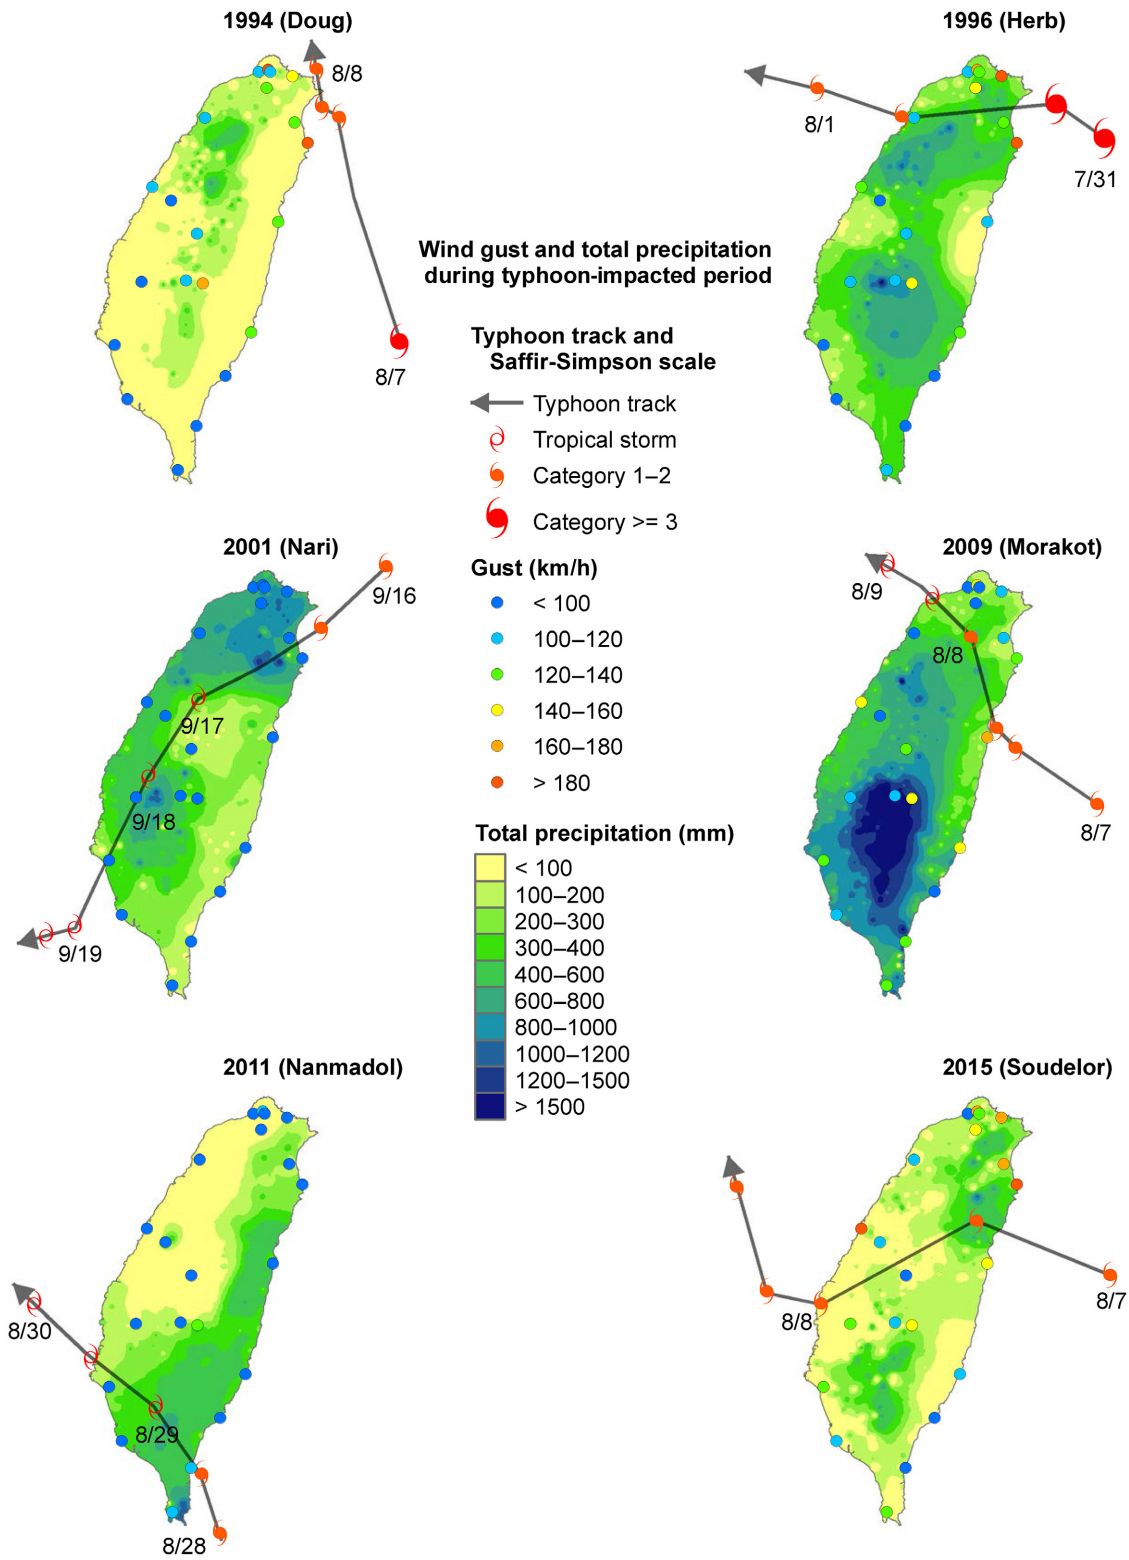 1994 (Doug)
8/8
8/7
1996 (Herb)
8/1
7/31
Wind gust and total precipitation
during typhoon-impacted period
Typhoon track and
Saffir-Simpson scale
Typhoon track
Tropical storm
Category 1–2
Category >= 3
Gust (km/h)
< 100
100–120
120–140
140–160
160–180
> 180
Total precipitation (mm)
< 100
100–200
200–300
300–400
400–600
600–800
800–1000
1000–1200
1200–1500
> 1500
2001 (Nari)
9/16
9/17
9/18
9/19
2009 (Morakot)
8/9
8/8
8/7
2011 (Nanmadol)
8/30
8/29
8/28
2015 (Soudelor)
8/7
8/8